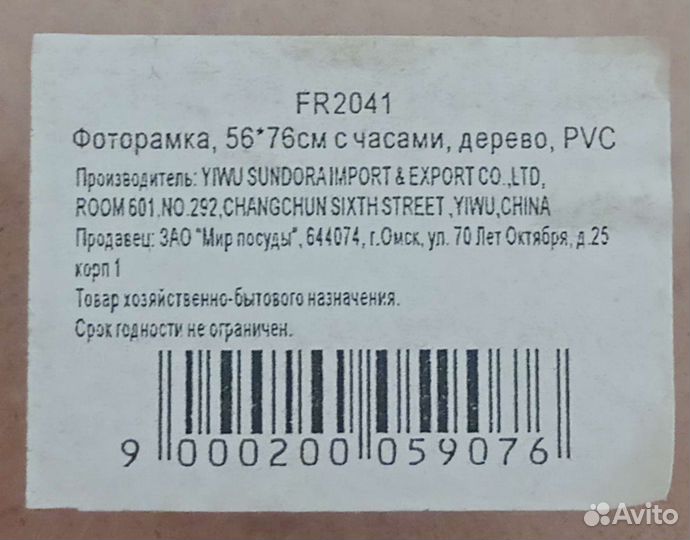 FR2041
Фоторамка, 56*76см с часами, дерево, PVC
Производитель: YIWU SUNDORA IMPORT & EXPORT CO.,LTD,
ROOM 601,NO.292,CHANGCHUN SIXTH STREET ,YIWU,CHINA
Продавец: ЗАО "Мир посуды", 644074, г.Омск, ул. 70 Лет Октября, д.25
корп 1
Товар хозяйственно-бытового назначения.
Срок годности не ограничен.
9 000200 059076
Avito